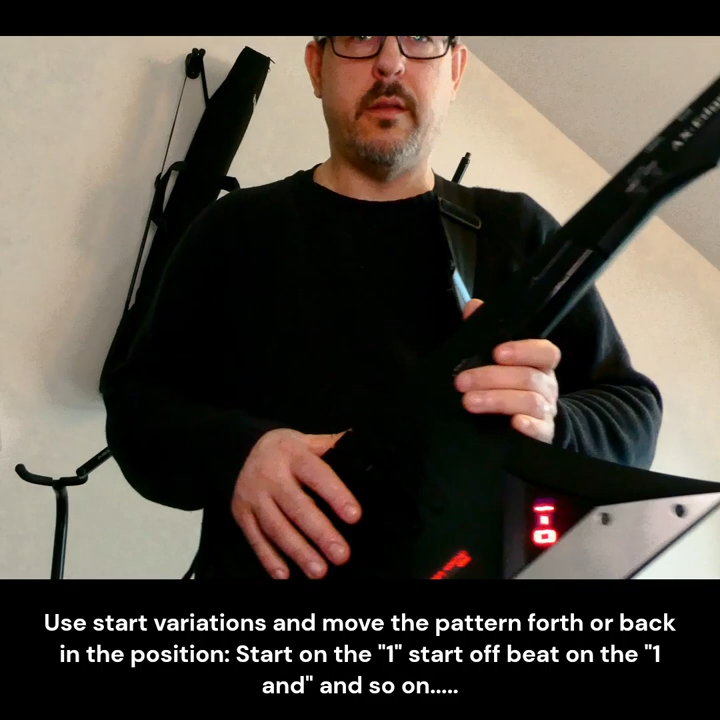 Use start variations and move the pattern forth or back
in the position: Start on the "1" start off beat on the "1
and" and so on.....